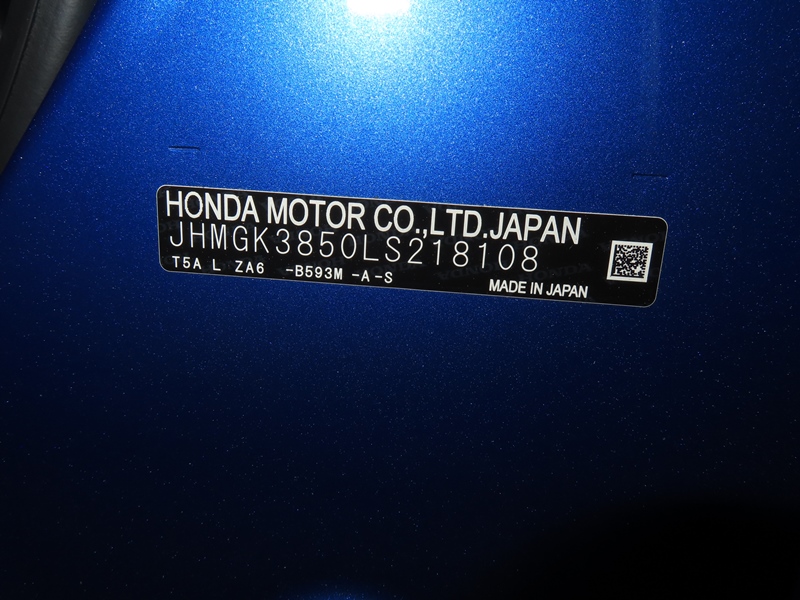 HONDA MOTOR CO.,LTD.JAPAN
JHMGK3850LS218108
T5A L ZA6 -B593M -A-S
MADE IN JAPAN